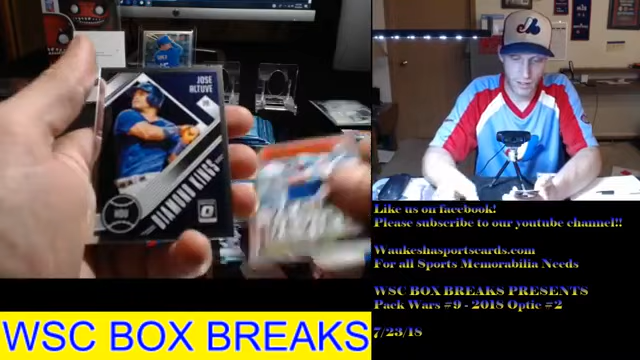 JOSE
ALTUVE
DIAMOND KINGS
HOU
WSC BOX BREAKS
Like us on facebook!
Please subscribe to our youtube channel!!
Waukeshasportscards.com
For all Sports Memorabilia Needs
WSC BOX BREAKS PRESENTS
Pack Wars #9 - 2018 Optic #2
7/23/18